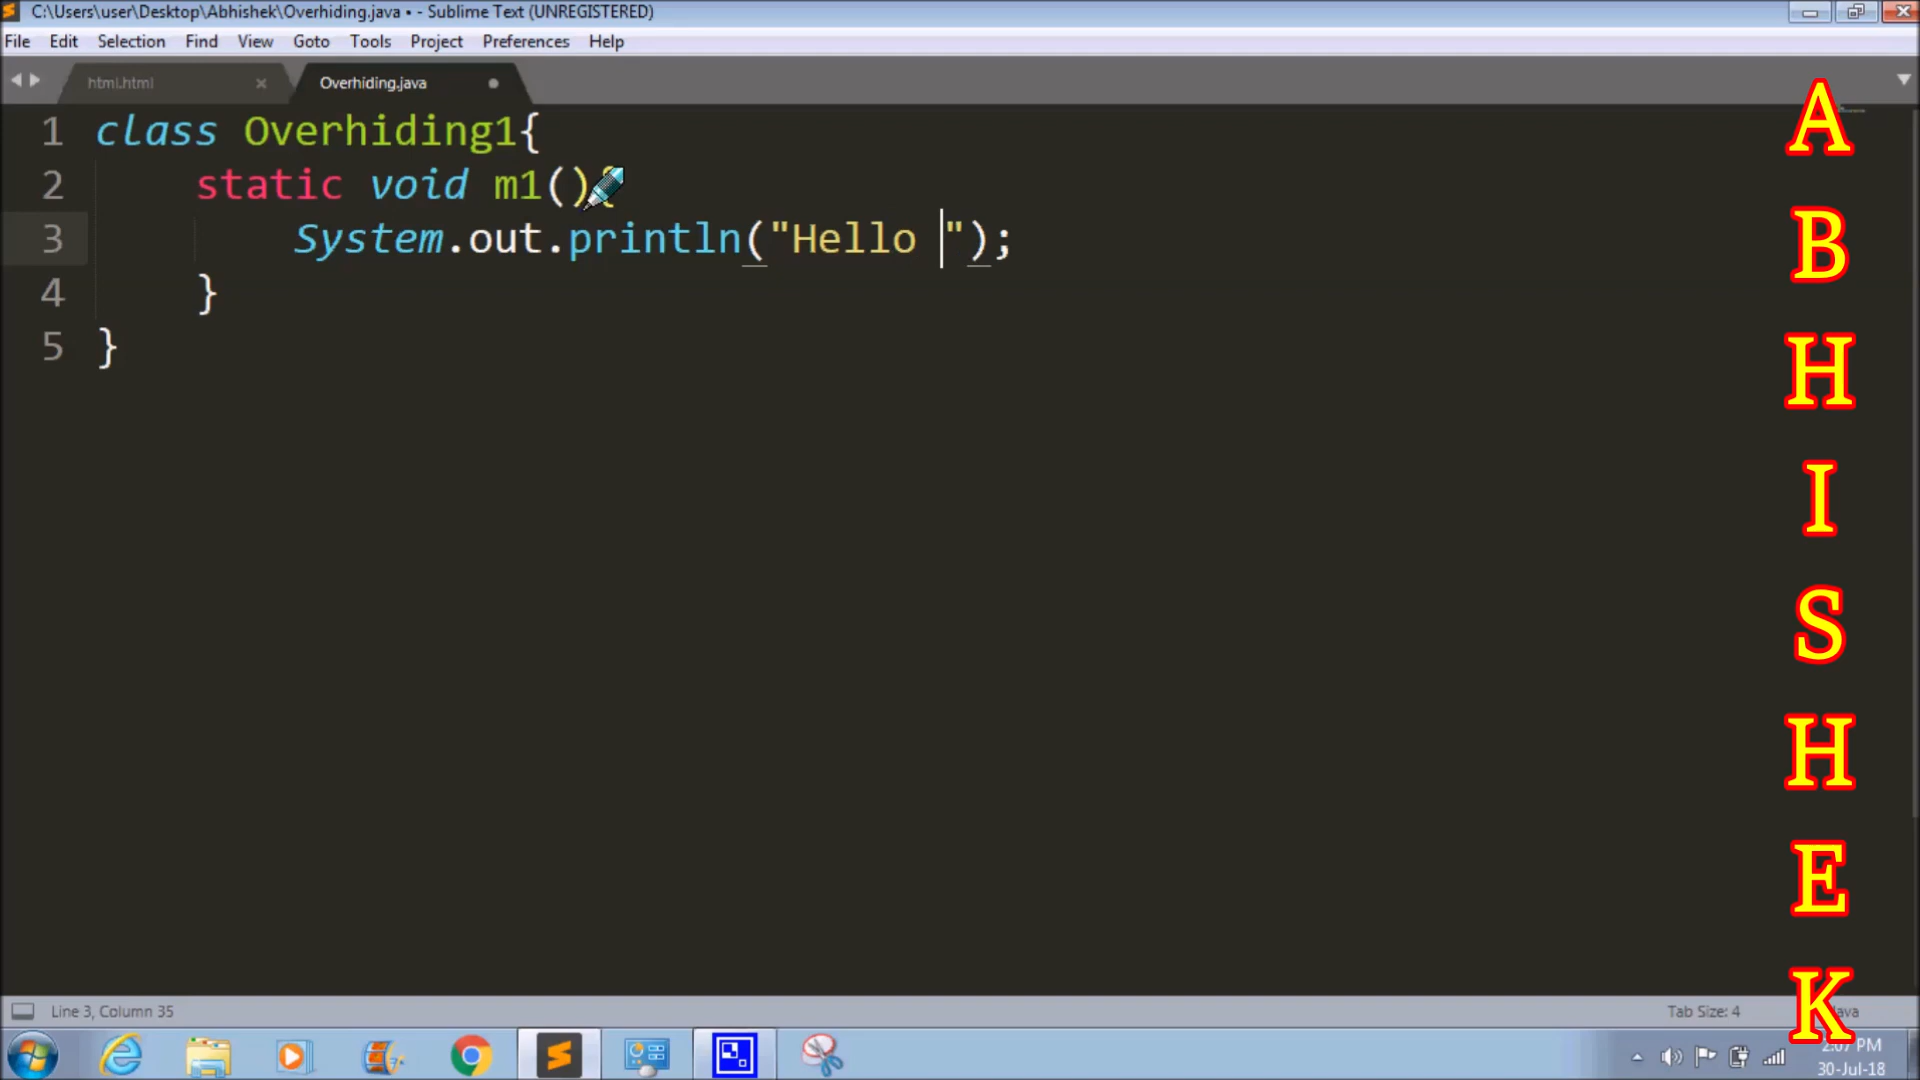 C:\Users\user\Desktop\Abhishek\Overhiding.java • - Sublime Text (UNREGISTERED)
File Edit Selection Find View Goto Tools Project Preferences Help
html.html Overhiding.java
1 class Overhiding1{
2 static void m1(){
3 System.out.println("Hello ");
4 }
5 }
A
B
H
I
S
H
E
K
Line 3, Column 35 Tab Size: 4
2:07 PM
30-Jul-18